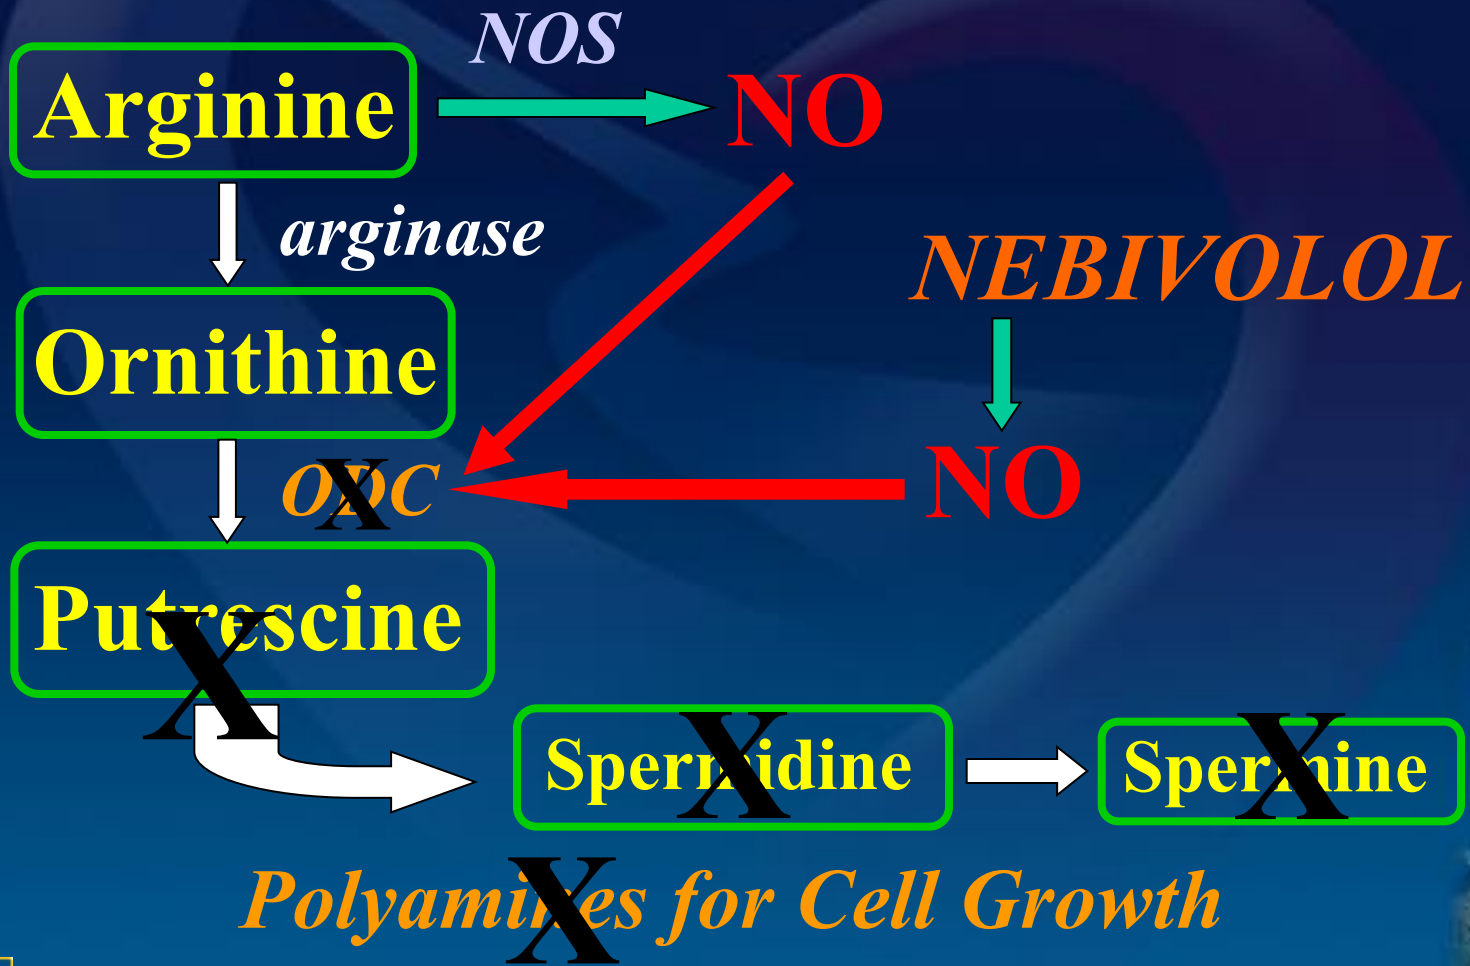 NOS
Arginine
NO
arginase
NEBIVOLOL
Ornithine
ODC
X
NO
Putrescine
X
Spermidine
X
Spermine
X
Polyamines for Cell Growth
X